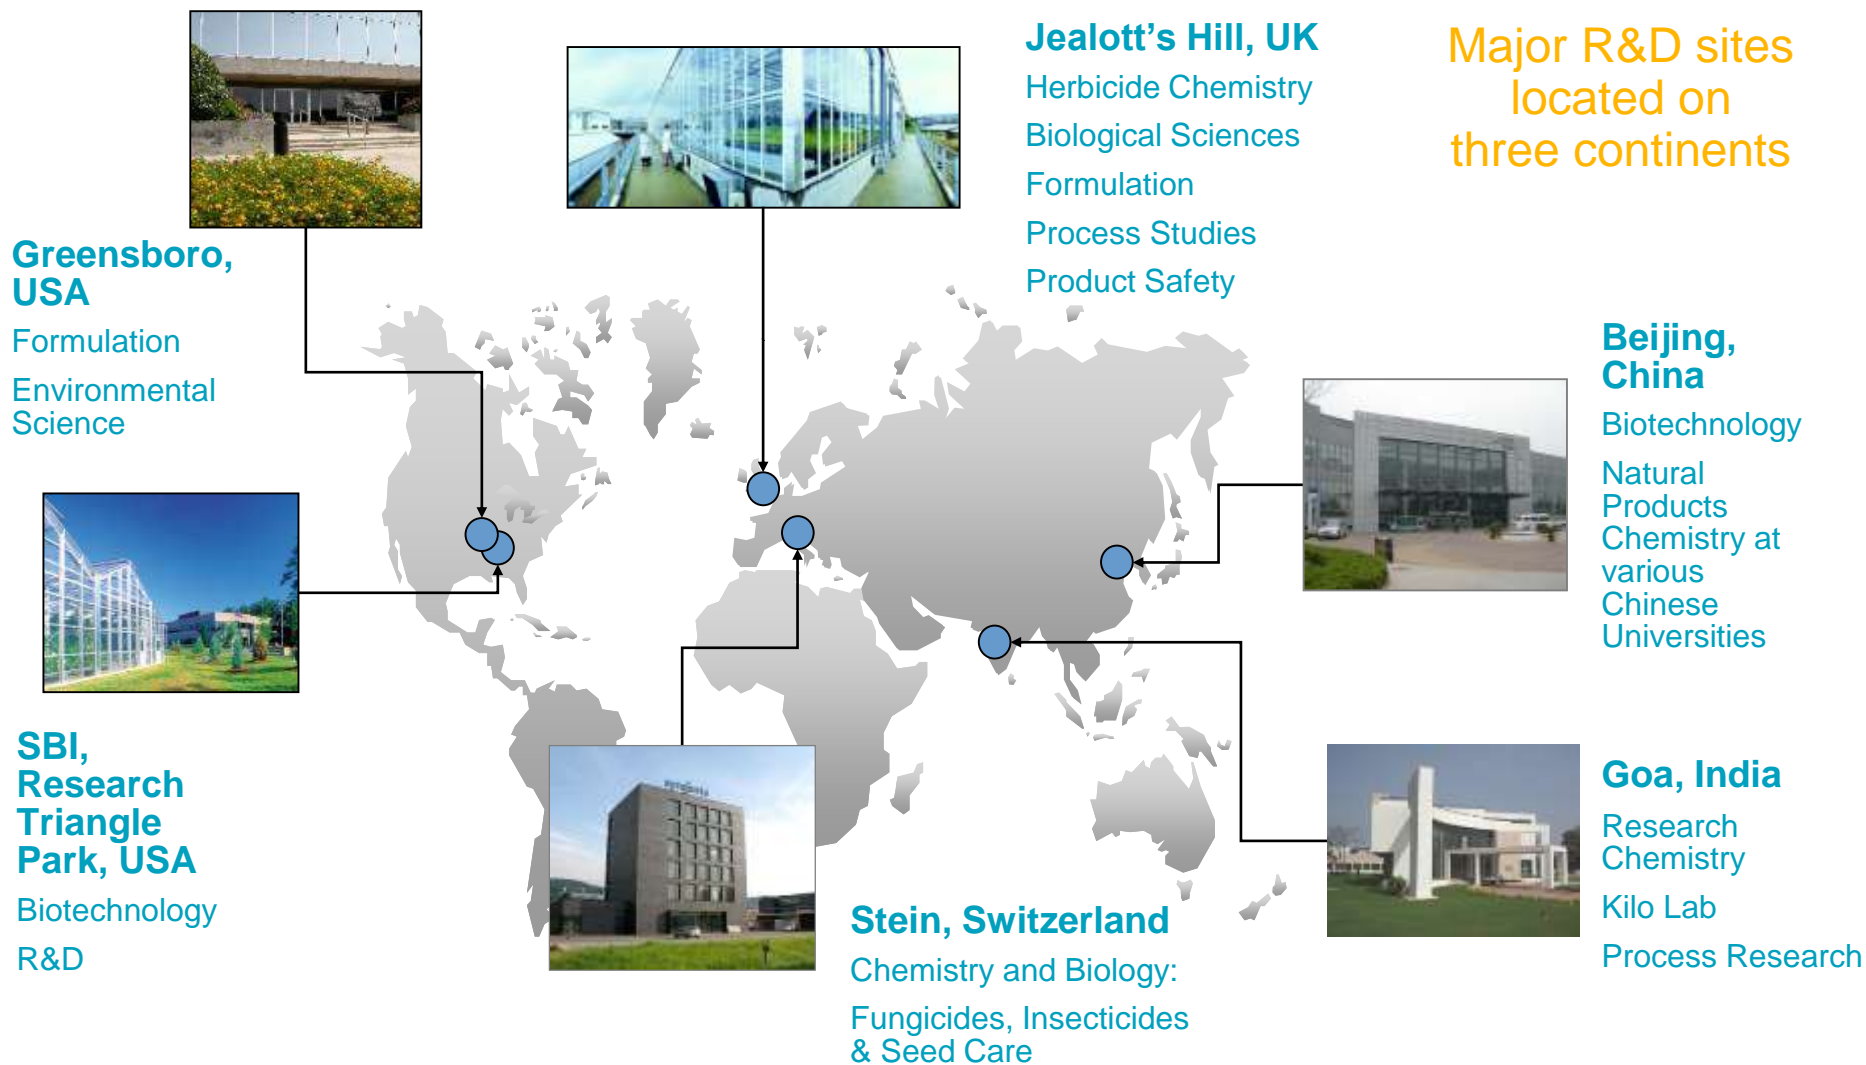 Jealott's Hill, UK
Herbicide Chemistry
Biological Sciences
Formulation
Process Studies
Product Safety
Major R&D sites
located on
three continents
Greensboro,
USA
Formulation
Environmental
Science
Beijing,
China
Biotechnology
Natural
Products
Chemistry at
various
Chinese
Universities
SBI,
Research
Triangle
Park, USA
Biotechnology
R&D
Stein, Switzerland
Chemistry and Biology:
Fungicides, Insecticides
& Seed Care
Goa, India
Research
Chemistry
Kilo Lab
Process Research